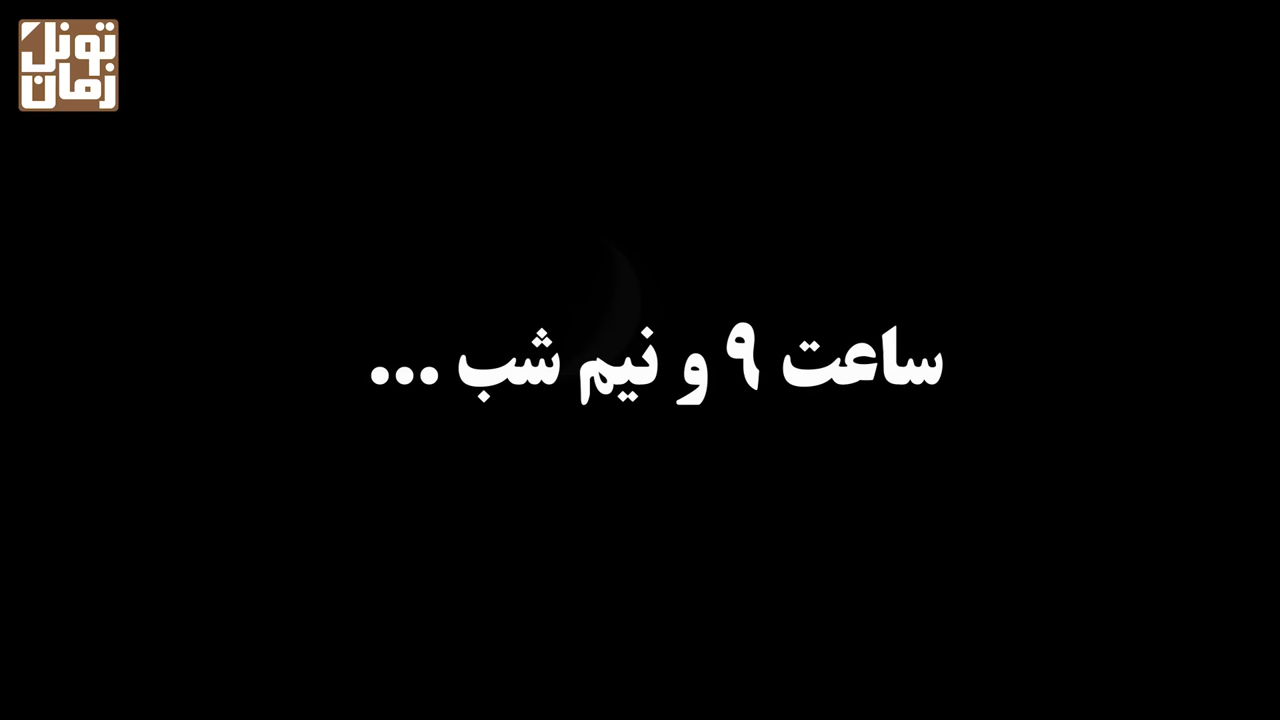 تونل
زمان
ساعت ۹ و نیم شب ...